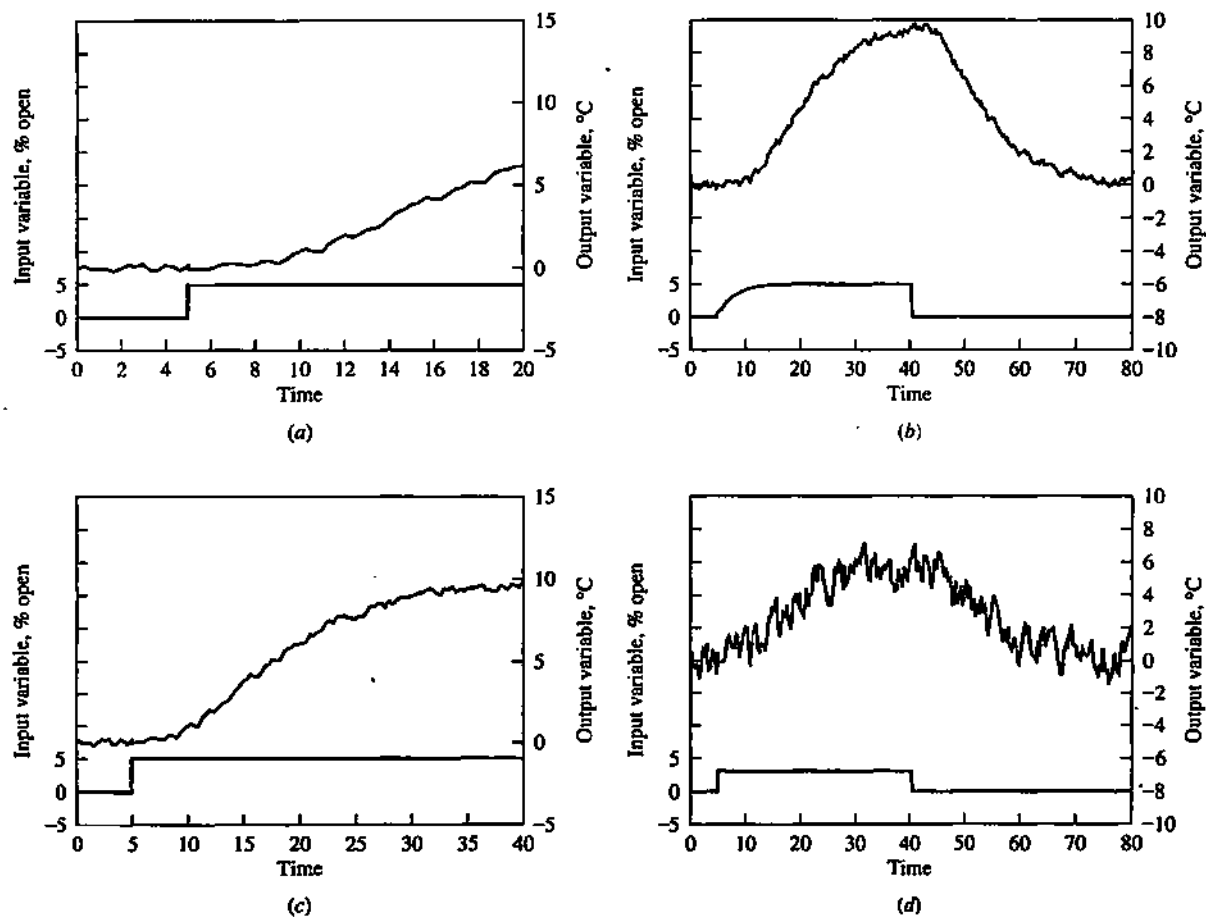 15
10
5
0
-5
Input variable, % open
Output variable, °C
5
0
-5
0 2 4 6 8 10 12 14 16 18 20
Time
(a)
10
8
6
4
2
0
-2
-4
-6
-8
-10
Input variable, % open
Output variable, °C
5
0
-5
0 10 20 30 40 50 60 70 80
Time
(b)
15
10
5
0
-5
Input variable, % open
Output variable, °C
5
0
-5
0 5 10 15 20 25 30 35 40
Time
(c)
10
8
6
4
2
0
-2
-4
-6
-8
-10
Input variable, % open
Output variable, °C
5
0
-5
0 10 20 30 40 50 60 70 80
Time
(d)